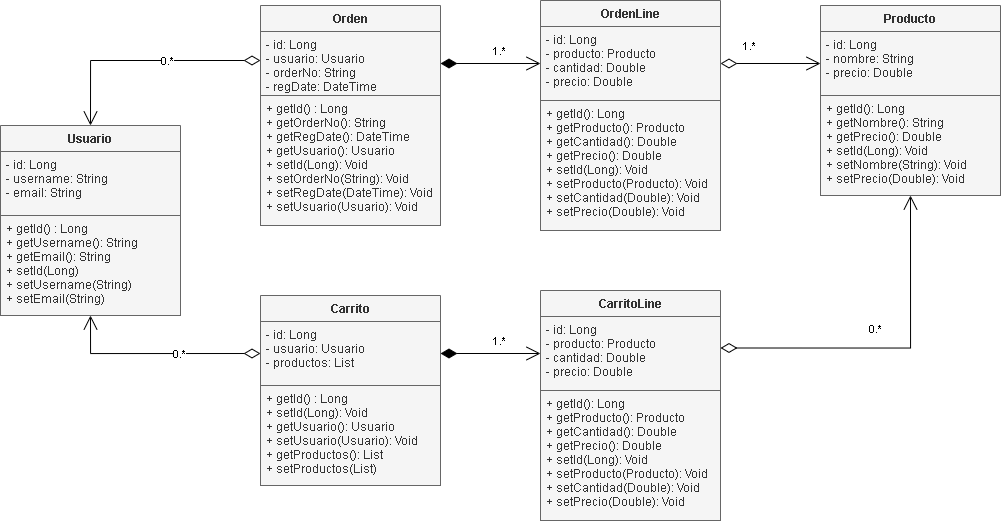 Orden
- id: Long
- usuario: Usuario
- orderNo: String
- regDate: DateTime
+ getId() : Long
+ getOrderNo(): String
+ getRegDate(): DateTime
+ getUsuario(): Usuario
+ setId(Long): Void
+ setOrderNo(String): Void
+ setRegDate(DateTime): Void
+ setUsuario(Usuario): Void
1.*
OrdenLine
- id: Long
- producto: Producto
- cantidad: Double
- precio: Double
+ getId(): Long
+ getProducto(): Producto
+ getCantidad(): Double
+ getPrecio(): Double
+ setId(Long): Void
+ setProducto(Producto): Void
+ setCantidad(Double): Void
+ setPrecio(Double): Void
1.*
Producto
- id: Long
- nombre: String
- precio: Double
+ getId(): Long
+ getNombre(): String
+ getPrecio(): Double
+ setId(Long): Void
+ setNombre(String): Void
+ setPrecio(Double): Void
0.*
Usuario
- id: Long
- username: String
- email: String
+ getId() : Long
+ getUsername(): String
+ getEmail(): String
+ setId(Long)
+ setUsername(String)
+ setEmail(String)
0.*
Carrito
- id: Long
- usuario: Usuario
- productos: List
+ getId() : Long
+ setId(Long): Void
+ getUsuario(): Usuario
+ setUsuario(Usuario): Void
+ getProductos(): List
+ setProductos(List)
1.*
CarritoLine
- id: Long
- producto: Producto
- cantidad: Double
- precio: Double
+ getId(): Long
+ getProducto(): Producto
+ getCantidad(): Double
+ getPrecio(): Double
+ setId(Long): Void
+ setProducto(Producto): Void
+ setCantidad(Double): Void
+ setPrecio(Double): Void
0.*